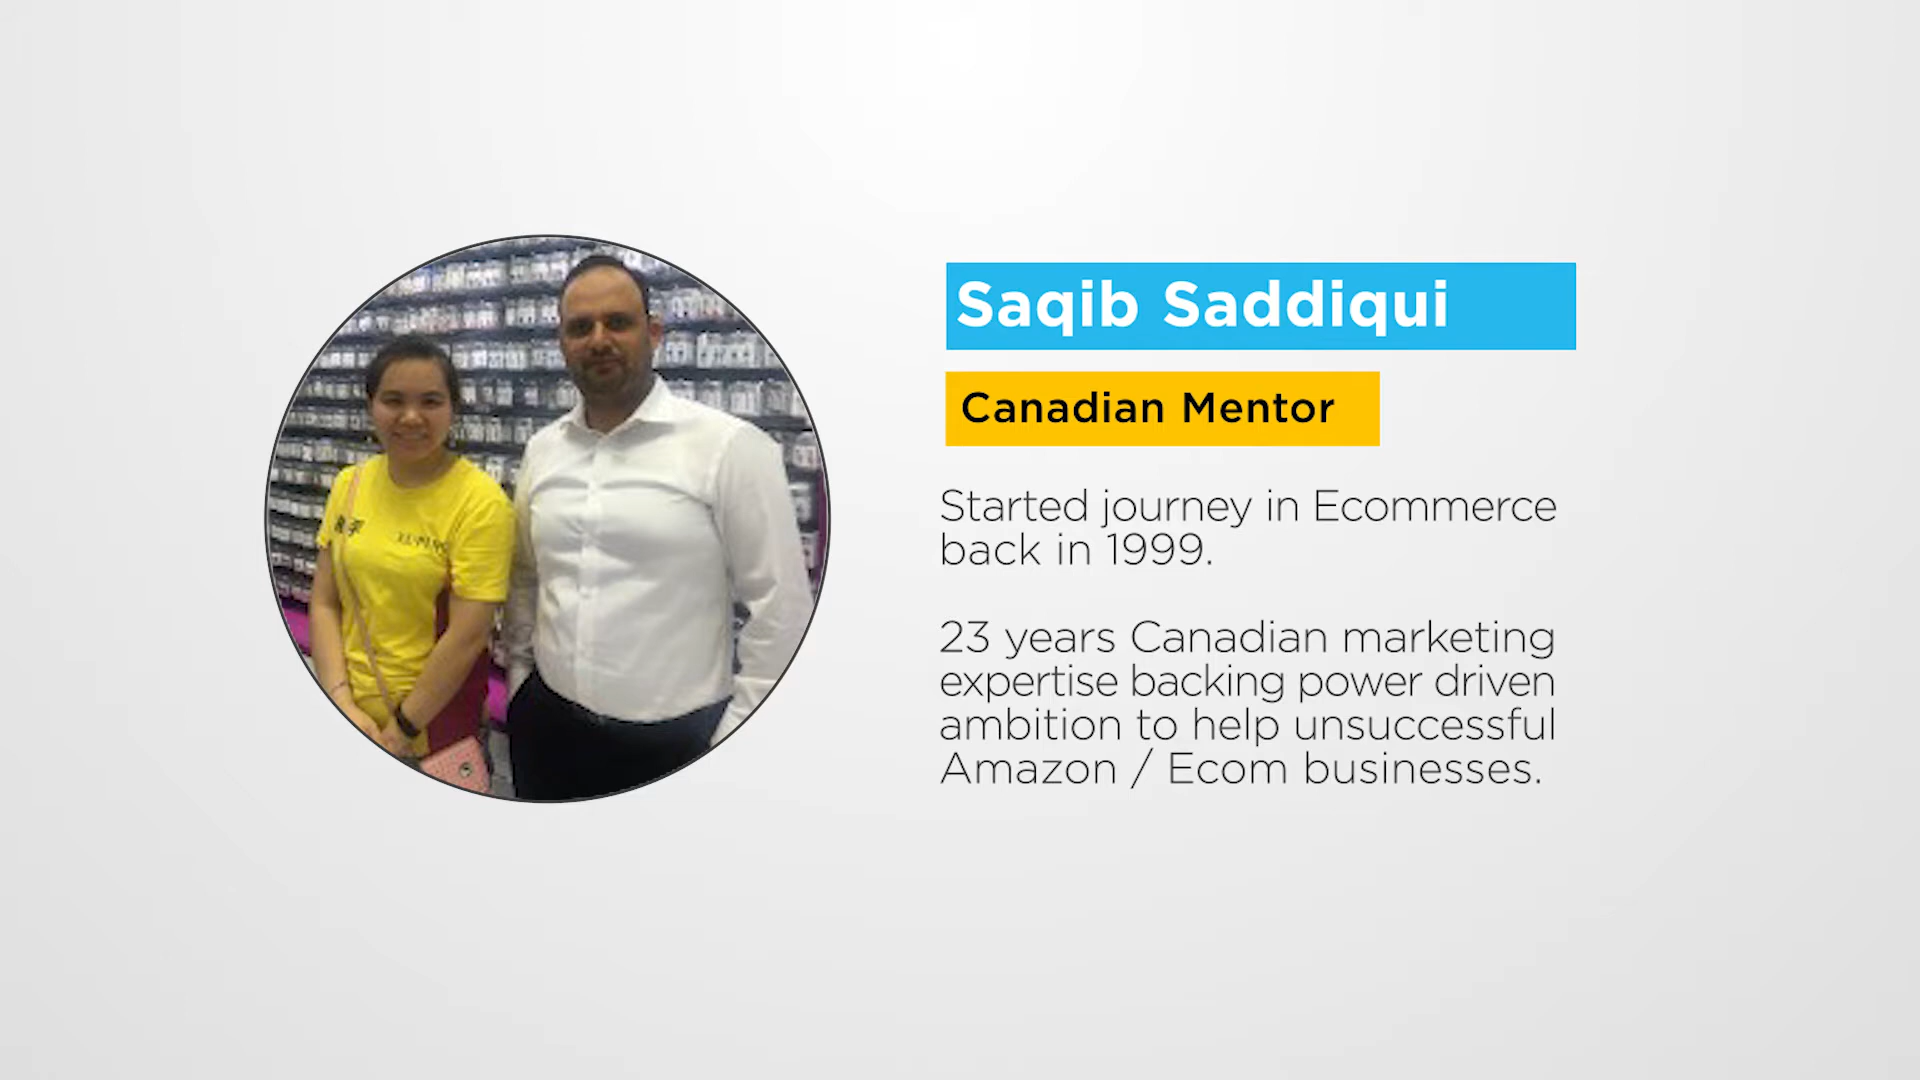 Saqib Saddiqui
Canadian Mentor
Started journey in Ecommerce
back in 1999.
23 years Canadian marketing
expertise backing power driven
ambition to help unsuccessful
Amazon / Ecom businesses.